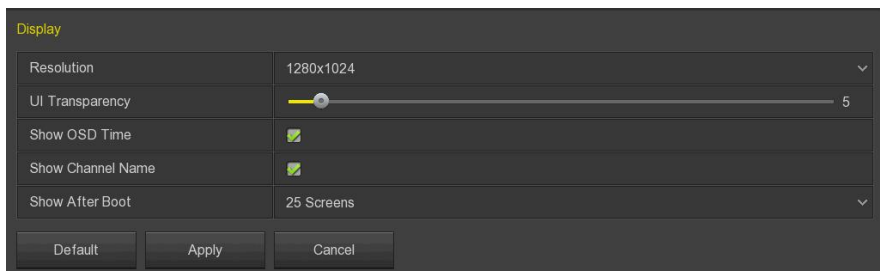 Display
Resolution 1280x1024
UI Transparency 5
Show OSD Time
Show Channel Name
Show After Boot 25 Screens
Default Apply Cancel